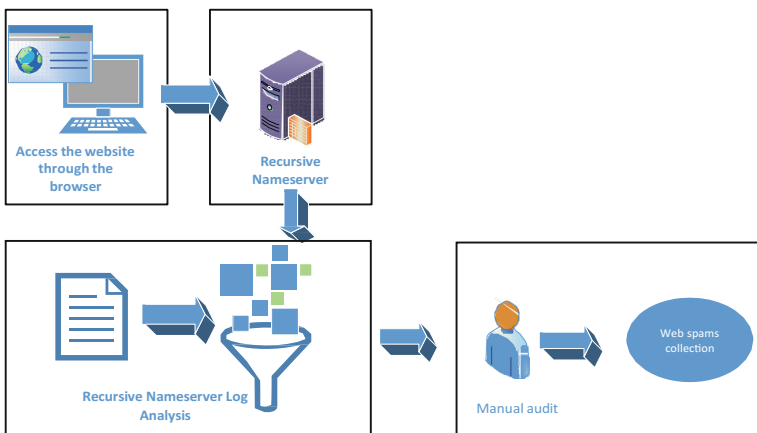 Access the website
through the
browser
Recursive
Nameserver
Recursive Nameserver Log
Analysis
Manual audit
Web spams
collection